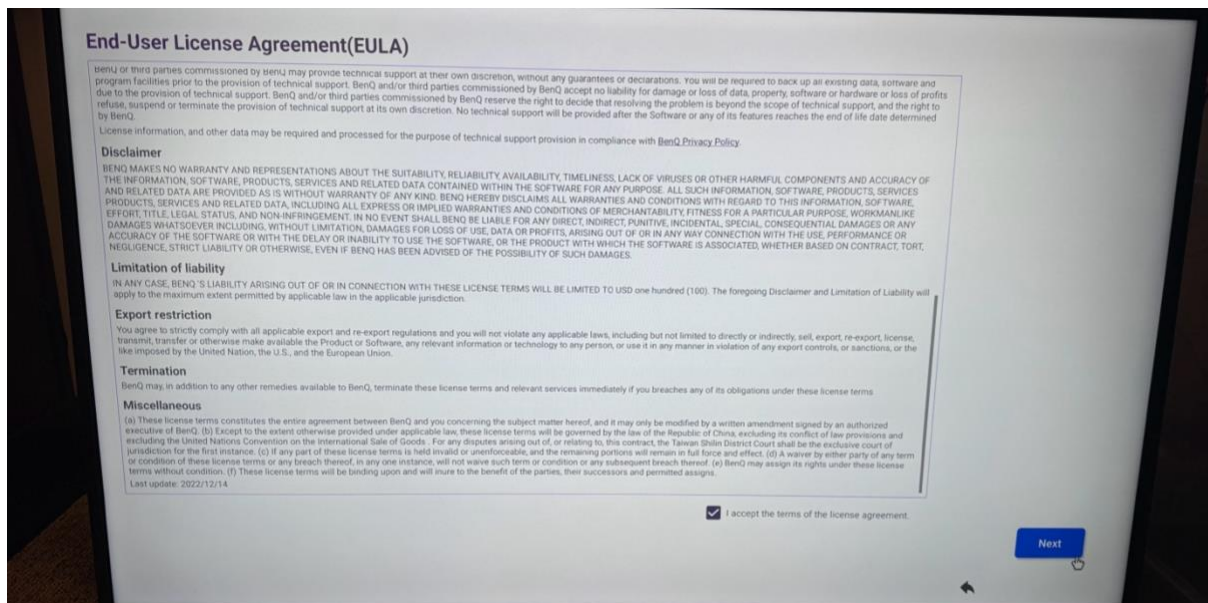 End-User License Agreement(EULA)
BenQ or third parties commissioned by BenQ may provide technical support at their own discretion, without any guarantees or declarations. You will be required to back up all existing data, software and
program facilities prior to the provision of technical support. BenQ and/or third parties commissioned by BenQ accept no liability for damage or loss of data, property, software or hardware or loss of profits
due to the provision of technical support. BenQ and/or third parties commissioned by BenQ reserve the right to decide that resolving the problem is beyond the scope of technical support, and the right to
refuse, suspend or terminate the provision of technical support at its own discretion. No technical support will be provided after the Software or any of its features reaches the end of life date determined
by BenQ.
License information, and other data may be required and processed for the purpose of technical support provision in compliance with BenQ Privacy Policy
Disclaimer
BENQ MAKES NO WARRANTY AND REPRESENTATIONS ABOUT THE SUITABILITY, RELIABILITY, AVAILABILITY, TIMELINESS, LACK OF VIRUSES OR OTHER HARMFUL COMPONENTS AND ACCURACY OF
THE INFORMATION, SOFTWARE, PRODUCTS, SERVICES AND RELATED DATA CONTAINED WITHIN THE SOFTWARE FOR ANY PURPOSE. ALL SUCH INFORMATION, SOFTWARE, PRODUCTS, SERVICES
AND RELATED DATA ARE PROVIDED AS IS WITHOUT WARRANTY OF ANY KIND. BENQ HEREBY DISCLAIMS ALL WARRANTIES AND CONDITIONS WITH REGARD TO THIS INFORMATION, SOFTWARE,
PRODUCTS, SERVICES AND RELATED DATA, INCLUDING ALL EXPRESS OR IMPLIED WARRANTIES AND CONDITIONS OF MERCHANTABILITY, FITNESS FOR A PARTICULAR PURPOSE, WORKMANLIKE
EFFORT, TITLE, LEGAL STATUS, AND NON-INFRINGEMENT. IN NO EVENT SHALL BENQ BE LIABLE FOR ANY DIRECT, INDIRECT, PUNITIVE, INCIDENTAL, SPECIAL, CONSEQUENTIAL DAMAGES OR ANY
DAMAGES WHATSOEVER INCLUDING, WITHOUT LIMITATION, DAMAGES FOR LOSS OF USE, DATA OR PROFITS, ARISING OUT OF OR IN ANY WAY CONNECTION WITH THE USE, PERFORMANCE OR
ACCURACY OF THE SOFTWARE OR WITH THE DELAY OR INABILITY TO USE THE SOFTWARE, OR THE PRODUCT WITH WHICH THE SOFTWARE IS ASSOCIATED, WHETHER BASED ON CONTRACT, TORT,
NEGLIGENCE, STRICT LIABILITY OR OTHERWISE, EVEN IF BENQ HAS BEEN ADVISED OF THE POSSIBILITY OF SUCH DAMAGES.
Limitation of liability
IN ANY CASE, BENQ 'S LIABILITY ARISING OUT OF OR IN CONNECTION WITH THESE LICENSE TERMS WILL BE LIMITED TO USD one hundred (100). The foregoing Disclaimer and Limitation of Liability will
apply to the maximum extent permitted by applicable law in the applicable jurisdiction.
Export restriction
You agree to strictly comply with all applicable export and re-export regulations and you will not violate any applicable laws, including but not limited to directly or indirectly, sell, export, re-export, license,
transmit, transfer or otherwise make available the Product or Software, any relevant information or technology to any person, or use it in any manner in violation of any export controls, or sanctions, or the
like imposed by the United Nation, the U.S., and the European Union.
Termination
BenQ may, in addition to any other remedies available to BenQ, terminate these license terms and relevant services immediately if you breaches any of its obligations under these license terms
Miscellaneous
(a) These license terms constitutes the entire agreement between BenQ and you concerning the subject matter hereof, and it may only be modified by a written amendment signed by an authorized
executive of BenQ. (b) Except to the extent otherwise provided under applicable law, these license terms will be governed by the law of the Republic of China, excluding its conflict of law provisions and
excluding the United Nations Convention on the International Sale of Goods . For any disputes arising out of, or relating to, this contract, the Taiwan Shilin District Court shall be the exclusive court of
jurisdiction for the first instance. (c) If any part of these license terms is held invalid or unenforceable, and the remaining portions will remain in full force and effect. (d) A waiver by either party of any term
or condition of these license terms or any breach thereof, in any one instance, will not waive such term or condition or any subsequent breach thereof. (e) BenQ may assign its rights under these license
terms without condition. (f) These license terms will be binding upon and will inure to the benefit of the parties, their successors and permitted assigns.
Last update: 2022/12/14
I accept the terms of the license agreement.
Next